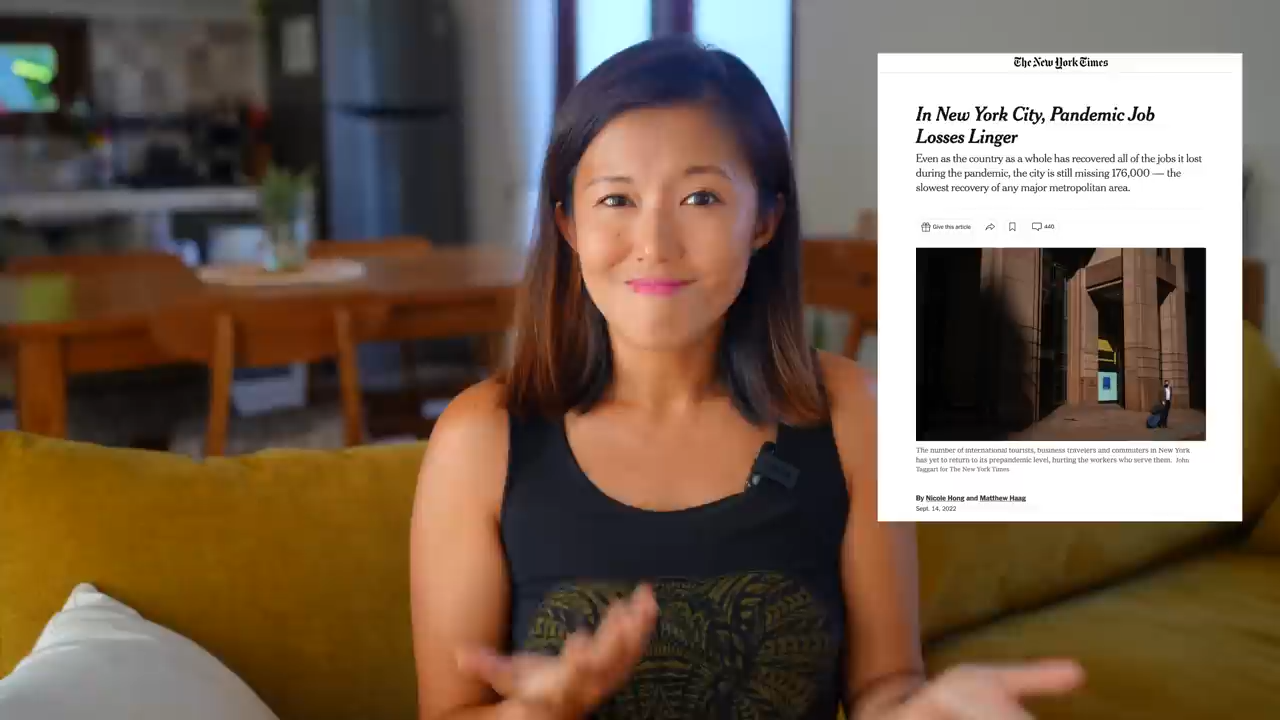 The New York Times
In New York City, Pandemic Job
Losses Linger
Even as the country as a whole has recovered all of the jobs it lost
during the pandemic, the city is still missing 176,000 — the
slowest recovery of any major metropolitan area.
Give this article
440
The number of international tourists, business travelers and commuters in New York
has yet to return to its prepandemic level, hurting the workers who serve them. John
Taggart for The New York Times
By Nicole Hong and Matthew Haag
Sept. 14, 2022